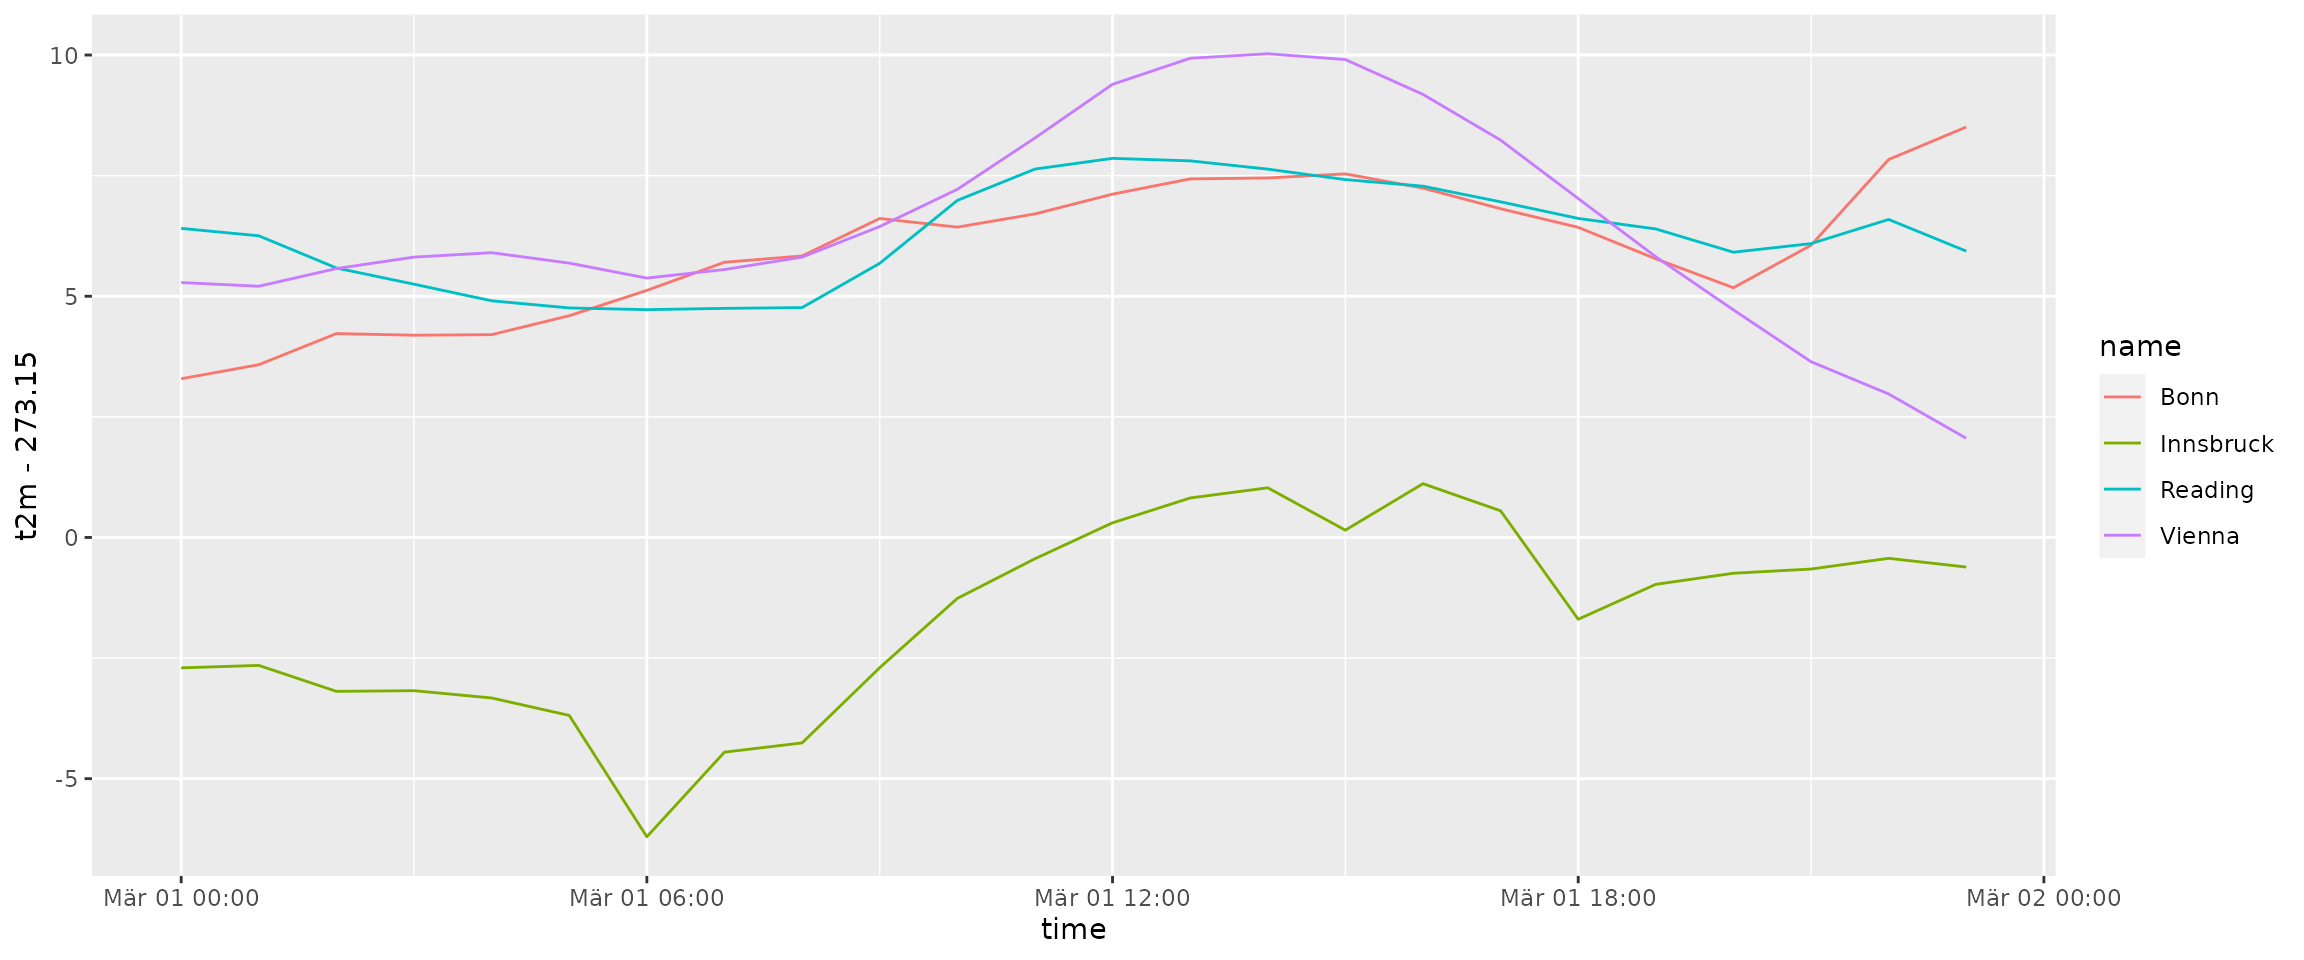 t2m - 273.15
10
5
0
-5
Mär 01 00:00
Mär 01 06:00
Mär 01 12:00
Mär 01 18:00
Mär 02 00:00
time
name
Bonn
Innsbruck
Reading
Vienna